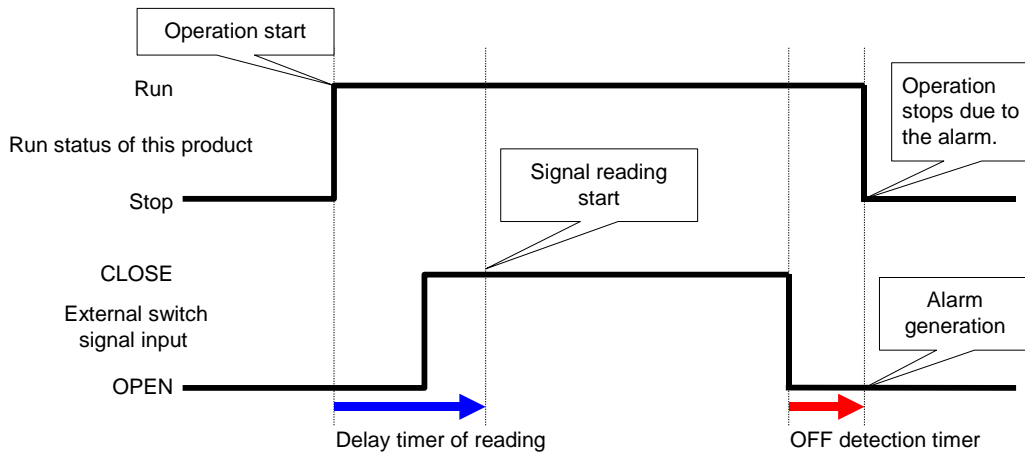 Operation start
Run
Run status of this product
Stop
Operation
stops due to
the alarm.
Signal reading
start
CLOSE
External switch
signal input
OPEN
Alarm
generation
Delay timer of reading
OFF detection timer